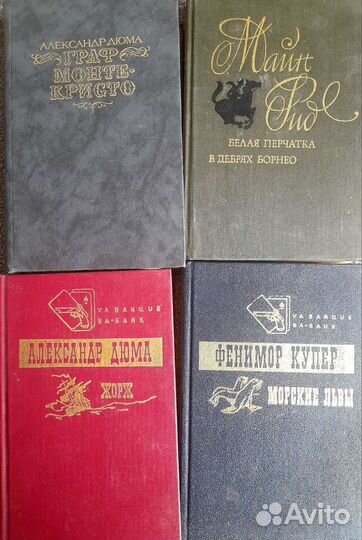 АЛЕКСАНДР ДЮМА
ГРАФ
МОНТЕ-
КРИСТО
Майн
Рид
БЕЛАЯ ПЕРЧАТКА
В ДЕБРЯХ БОРНЕО
VA BANQUE
ВА-БАНК
АЛЕКСАНДР ДЮМА
ЖОРЖ
VA BANQUE
ВА-БАНК
ФЕНИМОР КУПЕР
МОРСКИЕ ЛЬВЫ
Avito